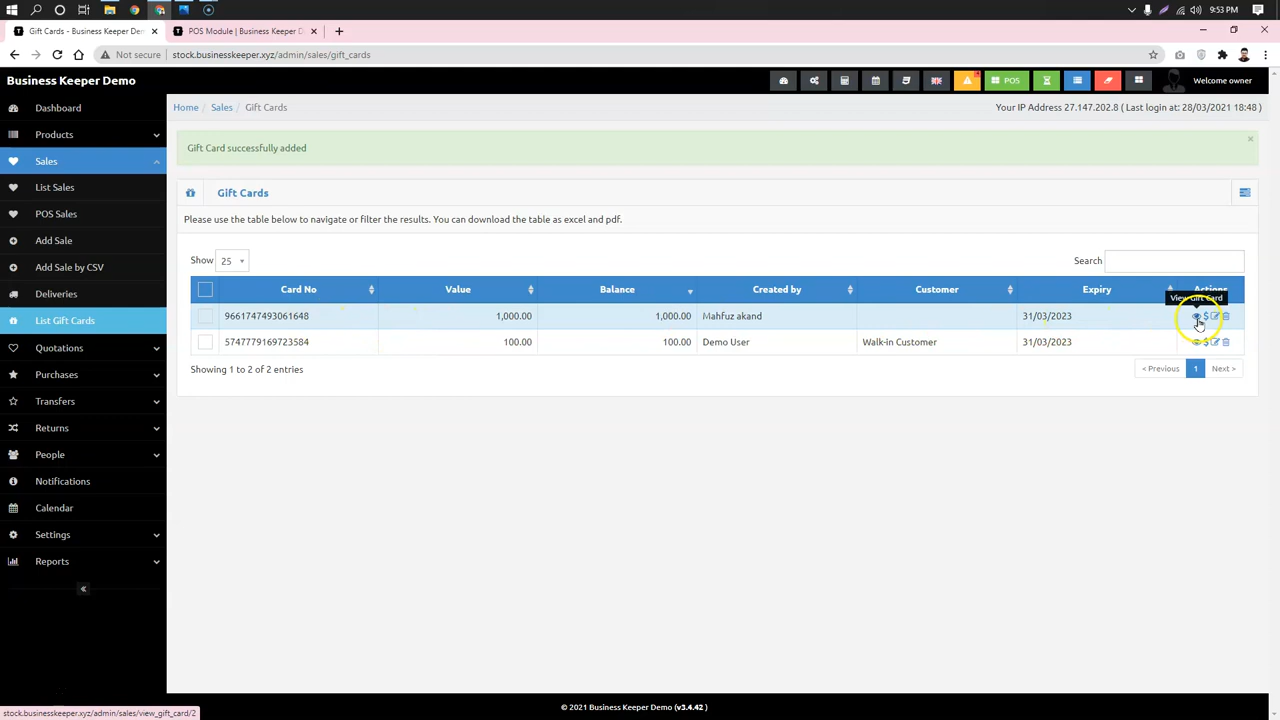 9:53 PM
Gift Cards - Business Keeper Dem
POS Module | Business Keeper D
Not secure
stock.businesskeeper.xyz/admin/sales/gift_cards
Business Keeper Demo
POS
Welcome owner
Dashboard
Products
Sales
List Sales
POS Sales
Add Sale
Add Sale by CSV
Deliveries
List Gift Cards
Quotations
Purchases
Transfers
Returns
People
Notifications
Calendar
Settings
Reports
Home / Sales / Gift Cards
Your IP Address 27.147.202.8 ( Last login at: 28/03/2021 18:48 )
Gift Card successfully added
×
Gift Cards
Please use the table below to navigate or filter the results. You can download the table as excel and pdf.
Show 25
Search
Card No Value Balance Created by Customer Expiry Actions
View Gift Card
9661747493061648 1,000.00 1,000.00 Mahfuz akand 31/03/2023
5747779169723584 100.00 100.00 Demo User Walk-in Customer 31/03/2023
Showing 1 to 2 of 2 entries
< Previous 1 Next >
© 2021 Business Keeper Demo (v3.4.42 )
stock.businesskeeper.xyz/admin/sales/view_gift_card/2